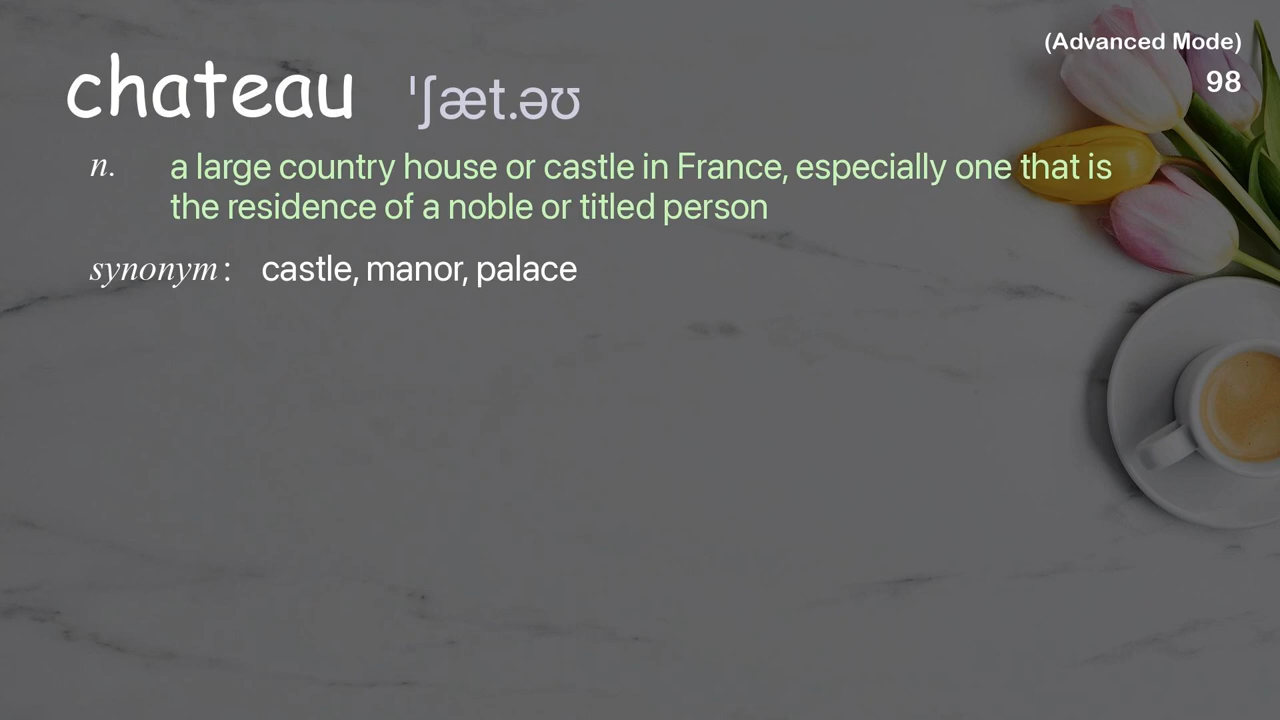 (Advanced Mode)
98
chateau ˈʃæt.əʊ
n. a large country house or castle in France, especially one that is
the residence of a noble or titled person
synonym: castle, manor, palace